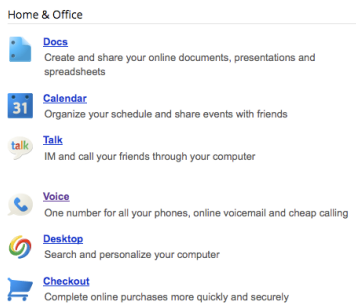 Home & Office
Docs
Create and share your online documents, presentations and
spreadsheets
31
Calendar
Organize your schedule and share events with friends
talk
Talk
IM and call your friends through your computer
Voice
One number for all your phones, online voicemail and cheap calling
Desktop
Search and personalize your computer
Checkout
Complete online purchases more quickly and securely